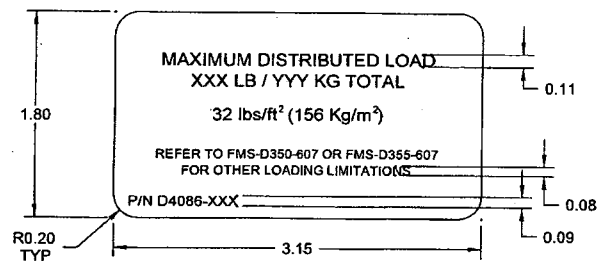 MAXIMUM DISTRIBUTED LOAD
XXX LB / YYY KG TOTAL
32 lbs/ft² (156 Kg/m²)
REFER TO FMS-D350-607 OR FMS-D355-607
FOR OTHER LOADING LIMITATIONS
P/N D4086-XXX
1.80
0.11
0.08
0.09
R0.20
TYP
3.15